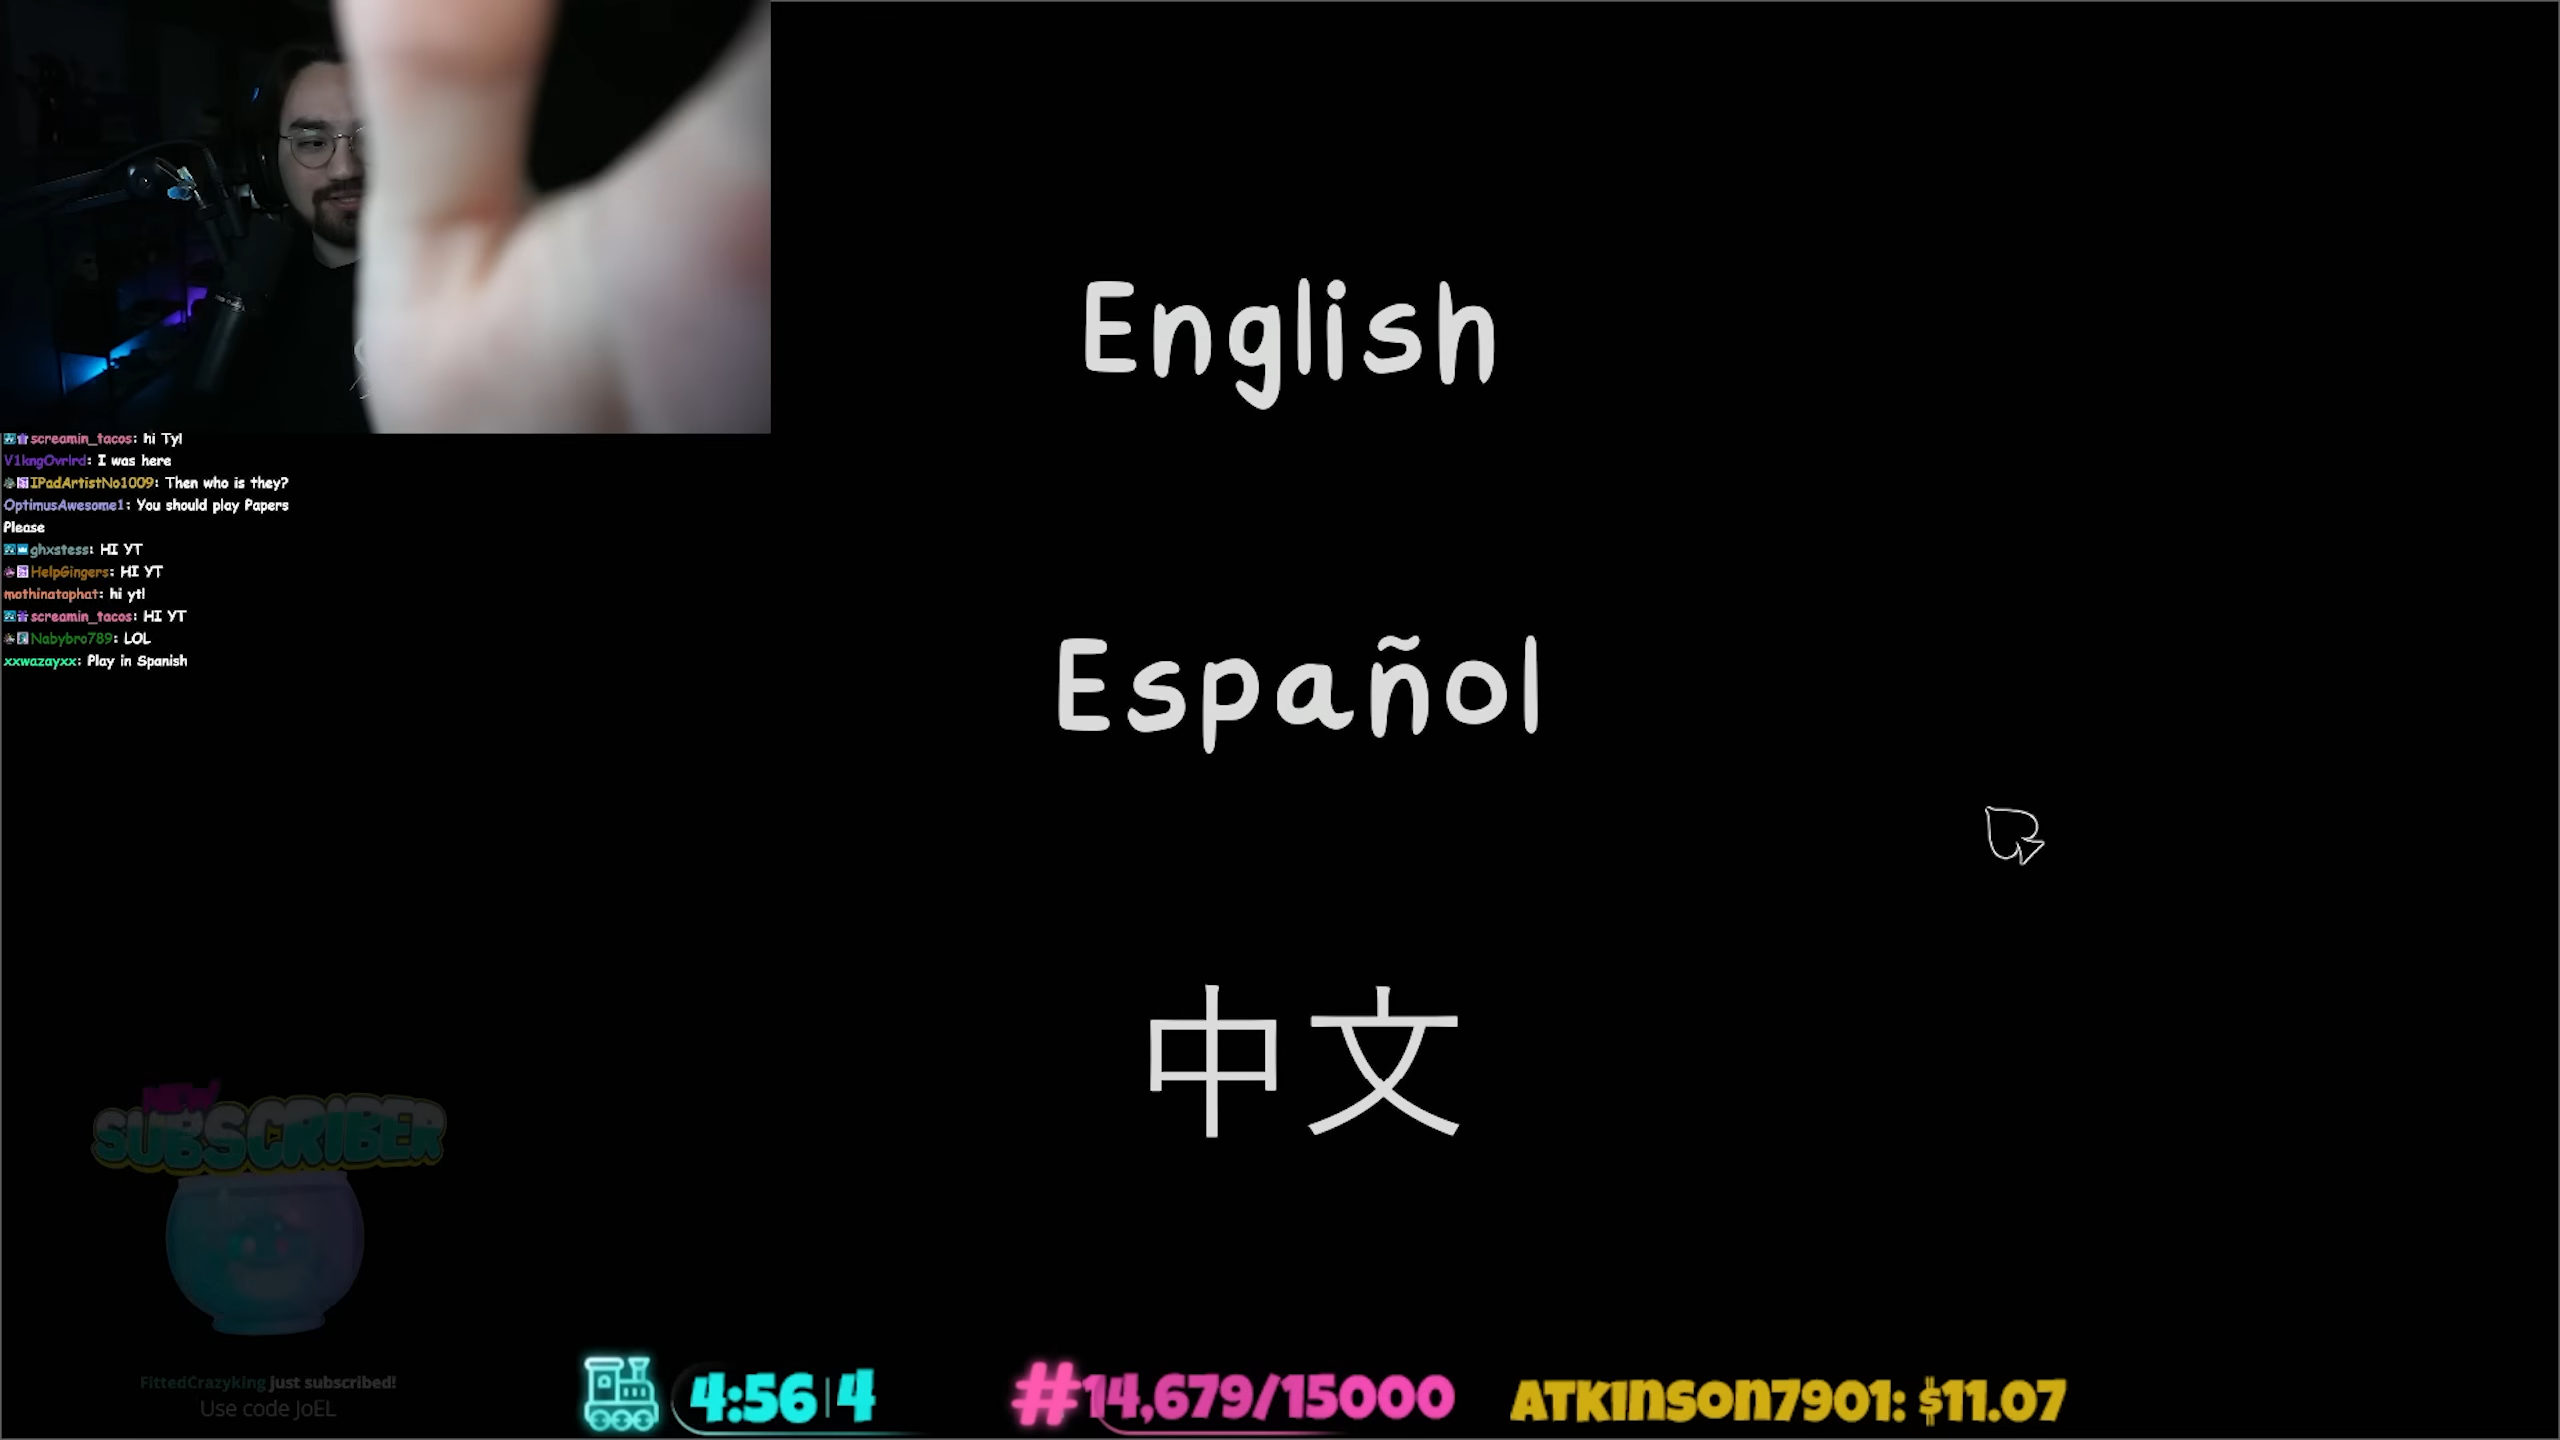 screamin_tacos: hi Ty!
V1kngOvrlrd: I was here
IPadArtistNo1009: Then who is they?
OptimusAwesome1: You should play Papers
Please
ghxstess: HI YT
HelpGingers: HI YT
mothinatophat: hi yt!
screamin_tacos: HI YT
Nabybro789: LOL
xxwazayxx: Play in Spanish
English
Español
中文
NEW
SUBSCRIBER
FittedCrazyking just subscribed!
Use code JoEL
4:56|4
#14,679/15000
ATKINSON7901: $11.07